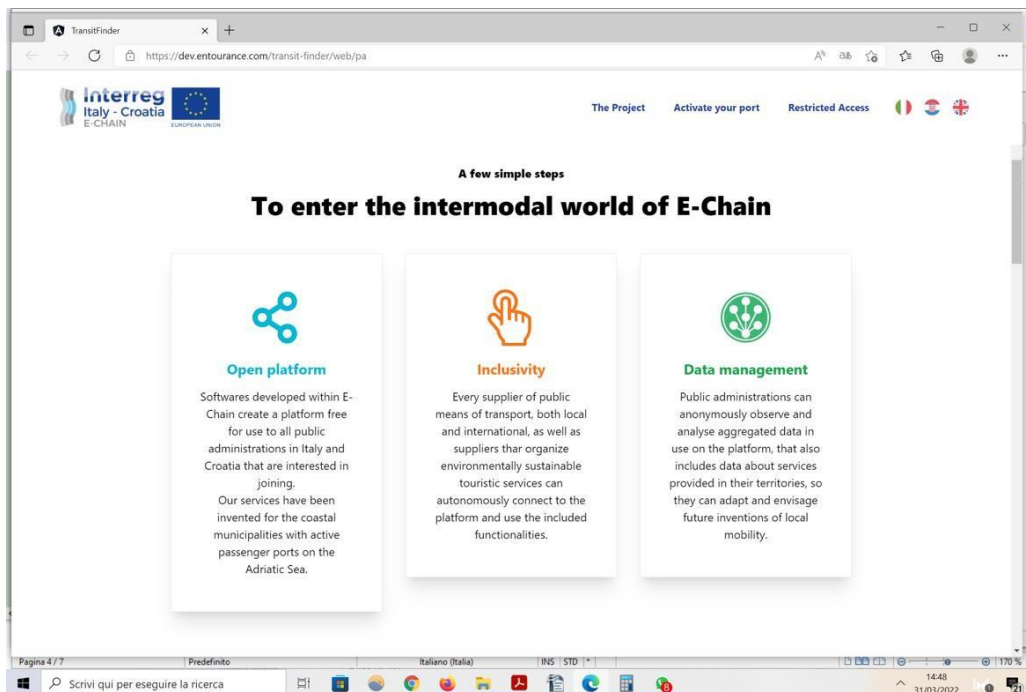 TransitFinder
https://dev.entourance.com/transit-finder/web/pa
Interreg
Italy - Croatia
E-CHAIN
EUROPEAN UNION
The Project
Activate your port
Restricted Access
A few simple steps
To enter the intermodal world of E-Chain
Open platform
Softwares developed within E-
Chain create a platform free
for use to all public
administrations in Italy and
Croatia that are interested in
joining.
Our services have been
invented for the coastal
municipalities with active
passenger ports on the
Adriatic Sea.
Inclusivity
Every supplier of public
means of transport, both local
and international, as well as
suppliers thar organize
environmentally sustainable
touristic services can
autonomously connect to the
platform and use the included
functionalities.
Data management
Public administrations can
anonymously observe and
analyse aggregated data in
use on the platform, that also
includes data about services
provided in their territories, so
they can adapt and envisage
future inventions of local
mobility.
Pagina 4 / 7
Predefinito
Italiano (Italia)
INS
STD
*
170 %
Scrivi qui per eseguire la ricerca
14:48
31/03/2022